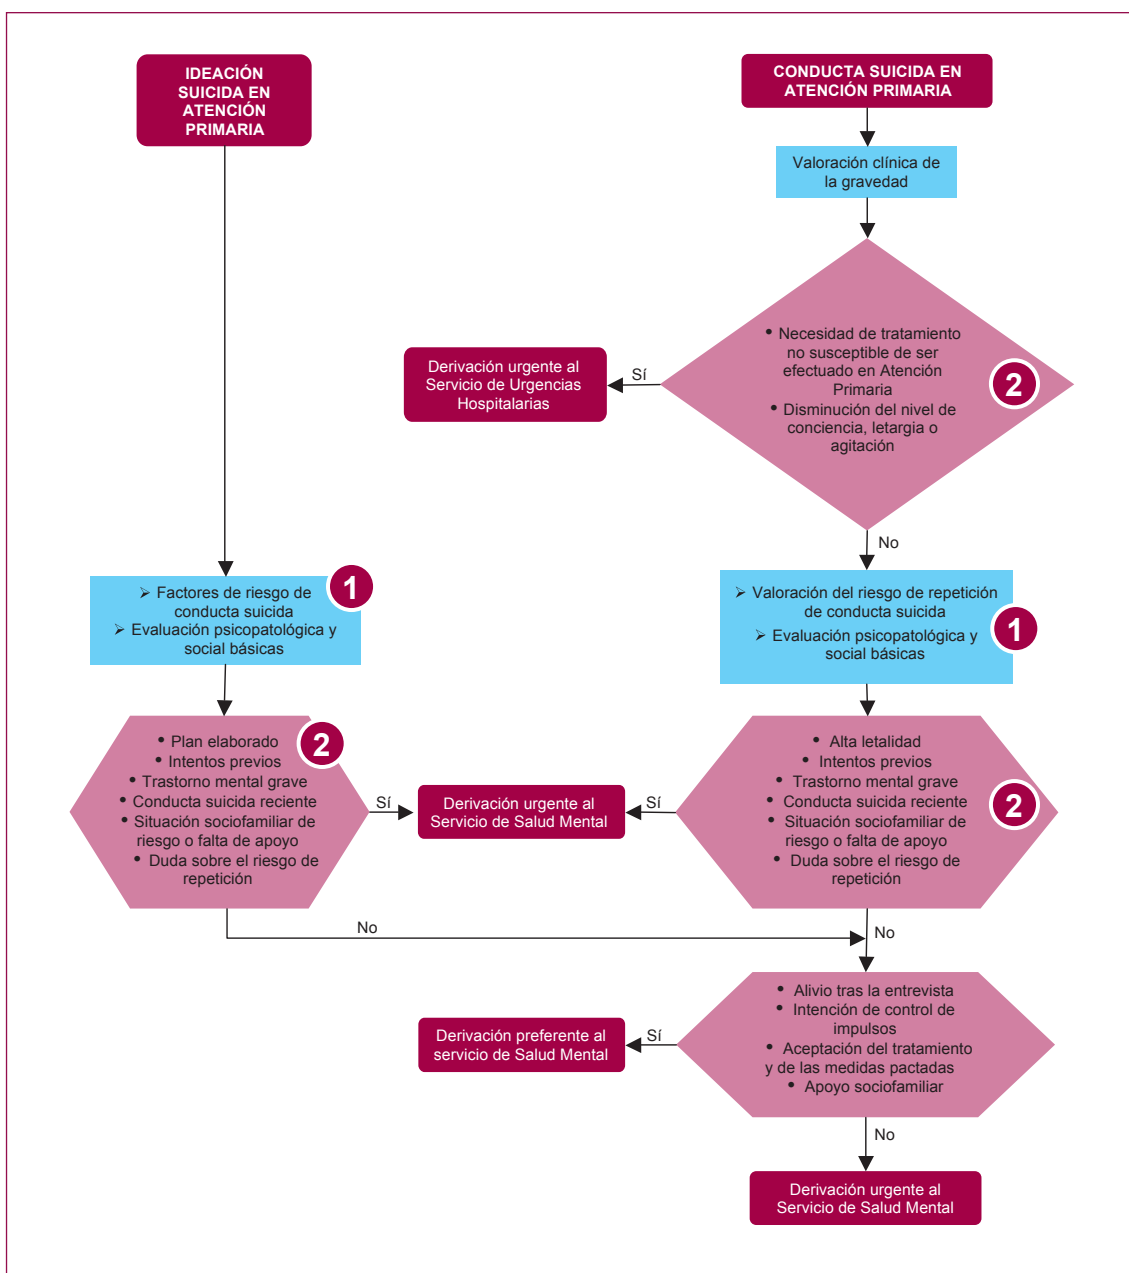 IDEACIÓN
SUICIDA EN
ATENCIÓN
PRIMARIA
CONDUCTA SUICIDA EN
ATENCIÓN PRIMARIA
Valoración clínica de
la gravedad
• Necesidad de tratamiento
no susceptible de ser
efectuado en Atención
Primaria
• Disminución del nivel de
conciencia, letargia o
agitación
2
Sí
Derivación urgente al
Servicio de Urgencias
Hospitalarias
No
➢ Factores de riesgo de
conducta suicida
➢ Evaluación psicopatológica y
social básicas
1
➢ Valoración del riesgo de repetición
de conducta suicida
➢ Evaluación psicopatológica y
social básicas
1
• Plan elaborado
• Intentos previos
• Trastorno mental grave
• Conducta suicida reciente
• Situación sociofamiliar de
riesgo o falta de apoyo
• Duda sobre el riesgo de
repetición
2
Sí
Derivación urgente al
Servicio de Salud Mental
Sí
• Alta letalidad
• Intentos previos
• Trastorno mental grave
• Conducta suicida reciente
• Situación sociofamiliar de
riesgo o falta de apoyo
• Duda sobre el riesgo de
repetición
2
No
No
• Alivio tras la entrevista
• Intención de control de
impulsos
• Aceptación del tratamiento
y de las medidas pactadas
• Apoyo sociofamiliar
Sí
Derivación preferente al
servicio de Salud Mental
No
Derivación urgente al
Servicio de Salud Mental